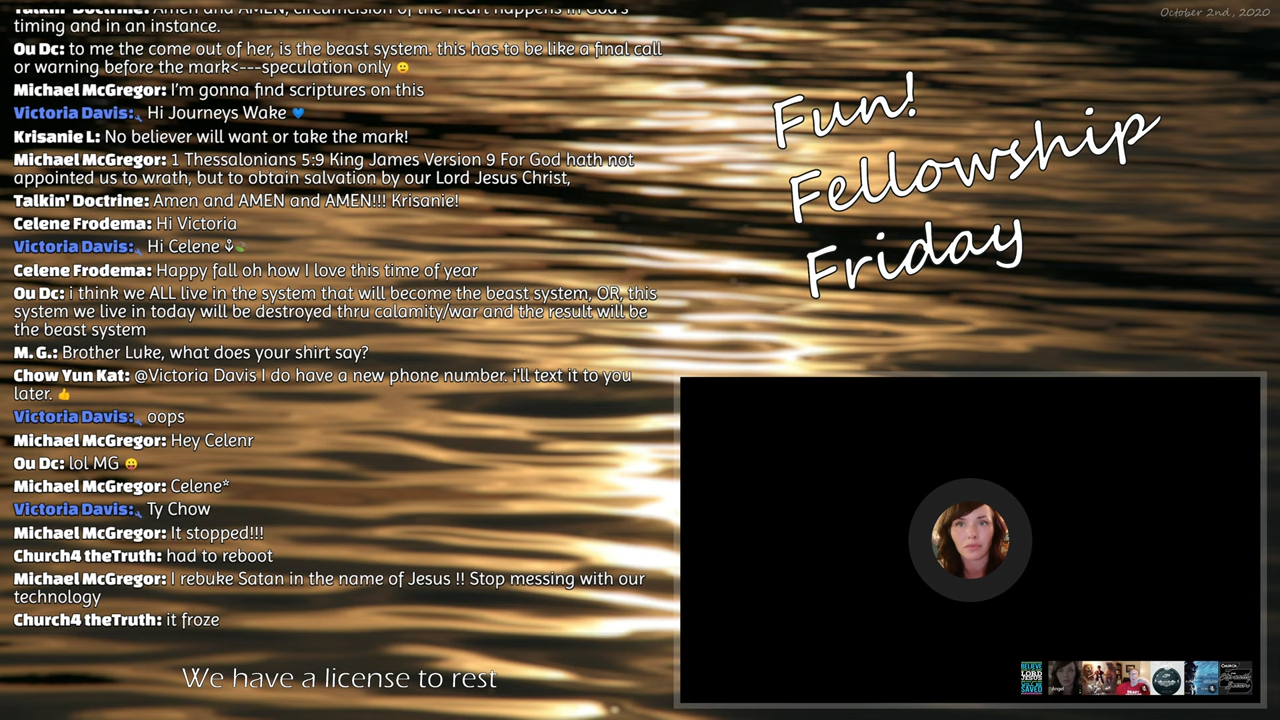 Talkin' Doctrine: Amen and AMEN, circumcision of the heart happens in God's
timing and in an instance.
Ou Dc: to me the come out of her, is the beast system. this has to be like a final call
or warning before the mark<---speculation only
Michael McGregor: I'm gonna find scriptures on this
Victoria Davis: Hi Journeys Wake 💙
Krisanie L: No believer will want or take the mark!
Michael McGregor: 1 Thessalonians 5:9 King James Version 9 For God hath not
appointed us to wrath, but to obtain salvation by our Lord Jesus Christ,
Talkin' Doctrine: Amen and AMEN and AMEN!!! Krisanie!
Celene Frodema: Hi Victoria
Victoria Davis: Hi Celene
Celene Frodema: Happy fall oh how I love this time of year
Ou Dc: i think we ALL live in the system that will become the beast system, OR, this
system we live in today will be destroyed thru calamity/war and the result will be
the beast system
M. G.: Brother Luke, what does your shirt say?
Chow Yun Kat: @Victoria Davis I do have a new phone number. i'll text it to you
later. 👍
Victoria Davis: oops
Michael McGregor: Hey Celenr
Ou Dc: lol MG 😛
Michael McGregor: Celene*
Victoria Davis: Ty Chow
Michael McGregor: It stopped!!!
Church4 theTruth: had to reboot
Michael McGregor: I rebuke Satan in the name of Jesus !! Stop messing with our
technology
Church4 theTruth: it froze
We have a license to rest
October 2nd, 2020
Fun!
Fellowship
Friday
BELIEVE
LORD
JESUS
SAVED
Angel
CHURCH